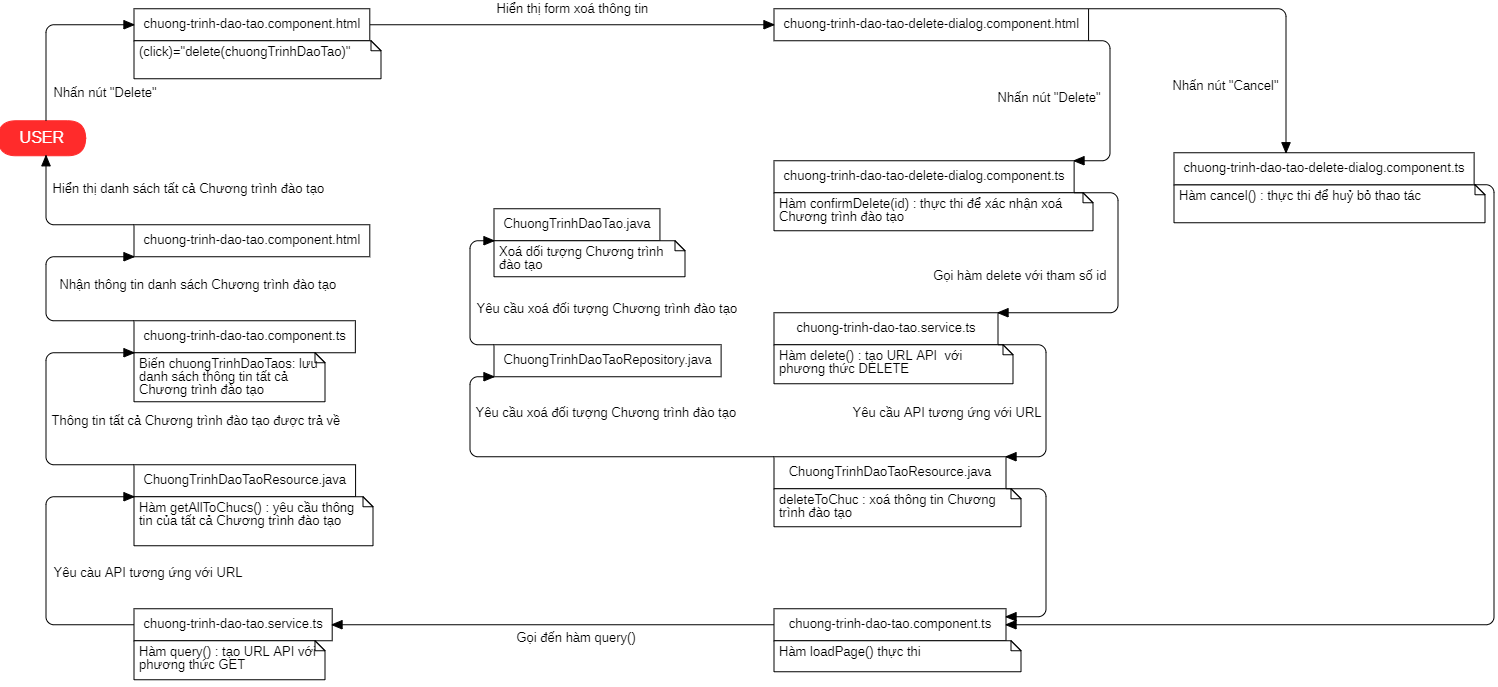 Hiển thị form xoá thông tin
chuong-trinh-dao-tao.component.html
(click)="delete(chuongTrinhDaoTao)"
chuong-trinh-dao-tao-delete-dialog.component.html
Nhấn nút "Delete"
Nhấn nút "Delete"
Nhấn nút "Cancel"
USER
Hiển thị danh sách tất cả Chương trình đào tạo
chuong-trinh-dao-tao-delete-dialog.component.ts
Hàm confirmDelete(id) : thực thi để xác nhận xoá
Chương trình đào tạo
chuong-trinh-dao-tao-delete-dialog.component.ts
Hàm cancel() : thực thi để huỷ bỏ thao tác
chuong-trinh-dao-tao.component.html
ChuongTrinhDaoTao.java
Xoá dối tượng Chương trình
đào tạo
Nhận thông tin danh sách Chương trình đào tạo
Yêu cầu xoá đối tượng Chương trình đào tạo
Gọi hàm delete với tham số id
chuong-trinh-dao-tao.component.ts
Biến chuongTrinhDaoTaos: lưu
danh sách thông tin tất cả
Chương trình đào tạo
ChuongTrinhDaoTaoRepository.java
chuong-trinh-dao-tao.service.ts
Hàm delete() : tạo URL API với
phương thức DELETE
Thông tin tất cả Chương trình đào tạo được trả về
Yêu cầu xoá đối tượng Chương trình đào tạo
Yêu cầu API tương ứng với URL
ChuongTrinhDaoTaoResource.java
Hàm getAllToChucs() : yêu cầu thông
tin của tất cả Chương trình đào tạo
ChuongTrinhDaoTaoResource.java
deleteToChuc : xoá thông tin Chương
trình đào tạo
Yêu càu API tương ứng với URL
chuong-trinh-dao-tao.service.ts
Hàm query() : tạo URL API với
phương thức GET
Gọi đến hàm query()
chuong-trinh-dao-tao.component.ts
Hàm loadPage() thực thi